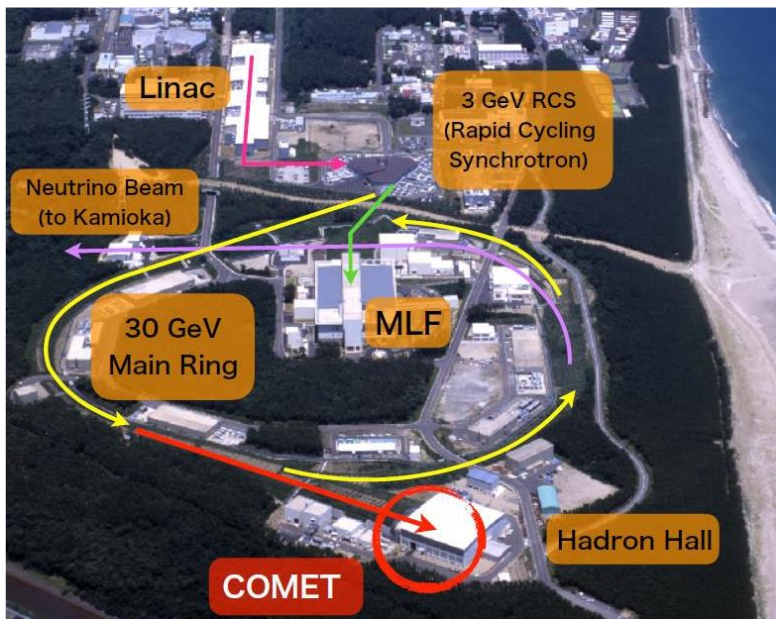 Linac
3 GeV RCS
(Rapid Cycling
Synchrotron)
Neutrino Beam
(to Kamioka)
30 GeV
Main Ring
MLF
Hadron Hall
COMET